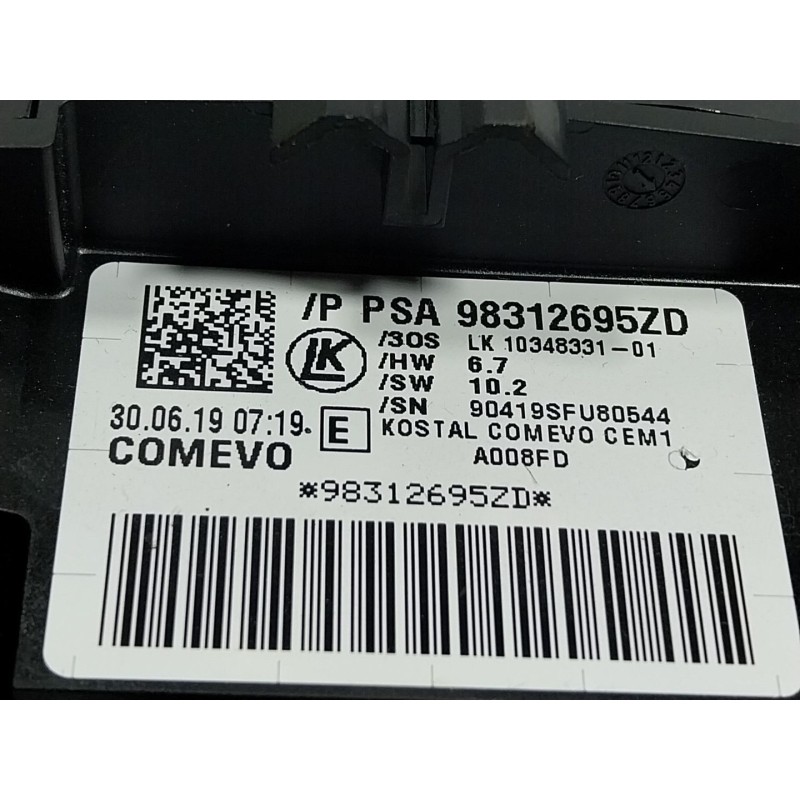 /P PSA 98312695ZD
LK
/3OS LK 10348331-01
/HW 6.7
/SW 10.2
/SN 90419SFU80544
30.06.19 07:19.
E
KOSTAL COMEVO CEM1
COMEVO
A008FD
*98312695ZD*